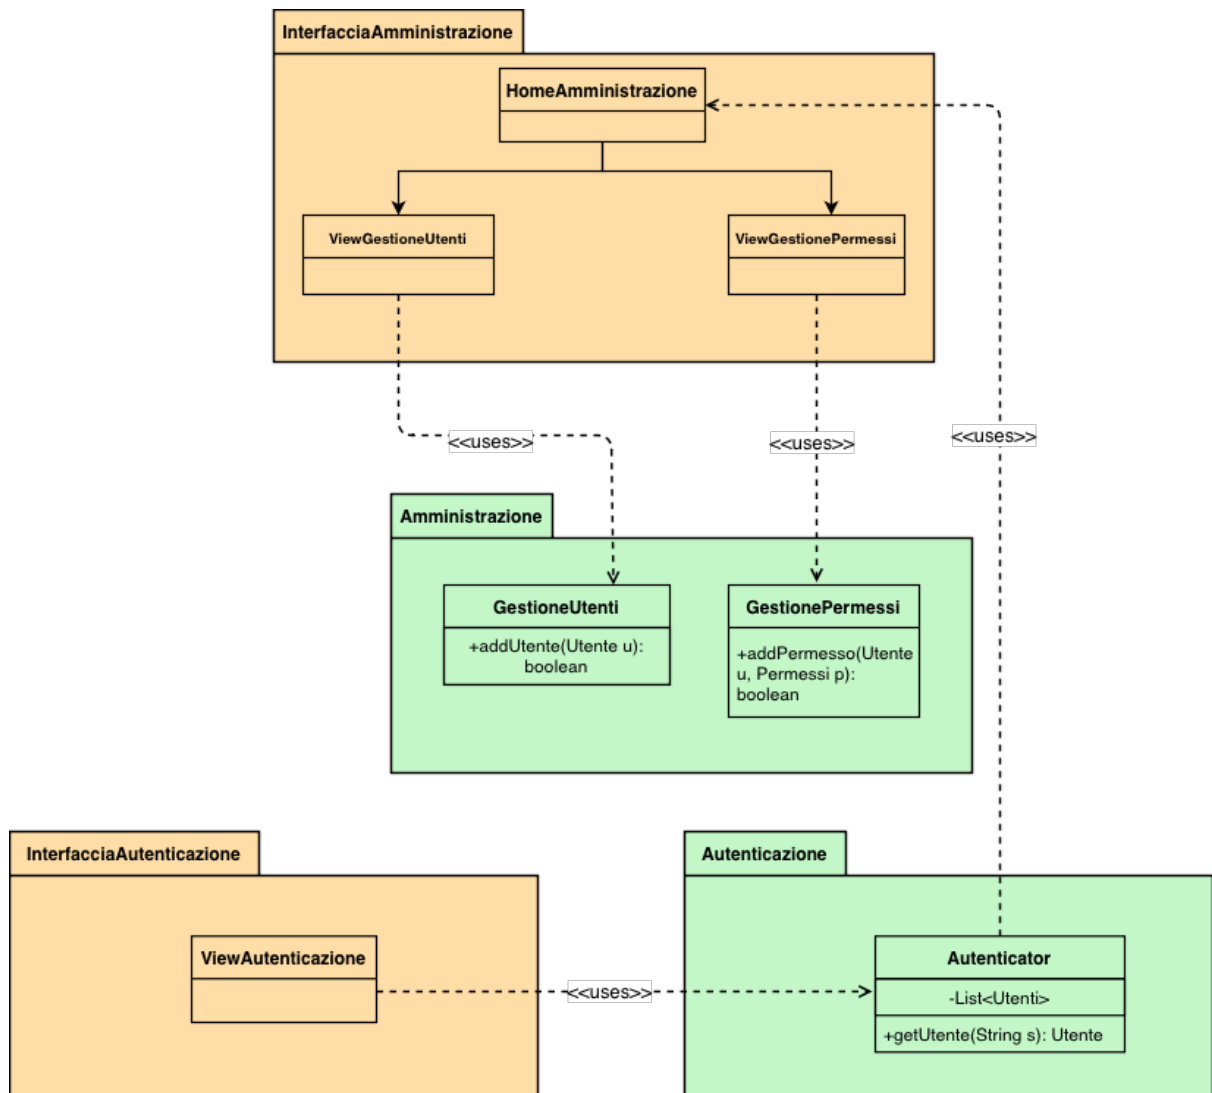 InterfacciaAmministrazione
HomeAmministrazione
ViewGestioneUtenti
ViewGestionePermessi
<<uses>>
<<uses>>
<<uses>>
Amministrazione
GestioneUtenti
+addUtente(Utente u):
boolean
GestionePermessi
+addPermesso(Utente
u, Permessi p):
boolean
InterfacciaAutenticazione
ViewAutenticazione
<<uses>>
Autenticazione
Autenticator
-List<Utenti>
+getUtente(String s): Utente